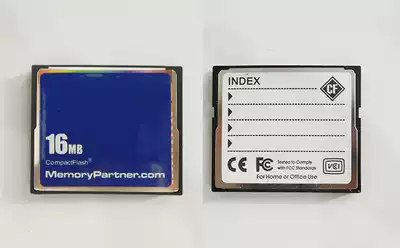 16MB
CompactFlash®
MemoryPartner.com
INDEX
CF
CE FC Tested to Comply
with FCC Standards
VCCI
For Home or Office Use